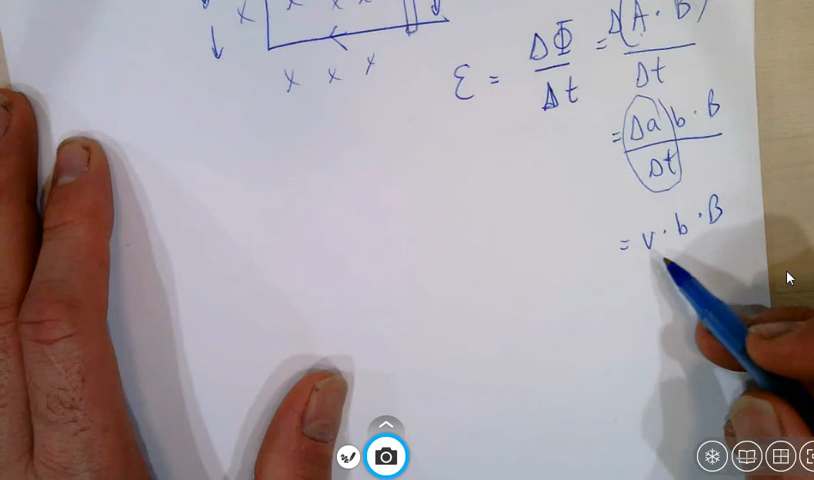 x x x x
x x x
ε = ΔΦ/Δt = Δ(A · B)/Δt
= (Δa) b · B/Δt
= v · b · B